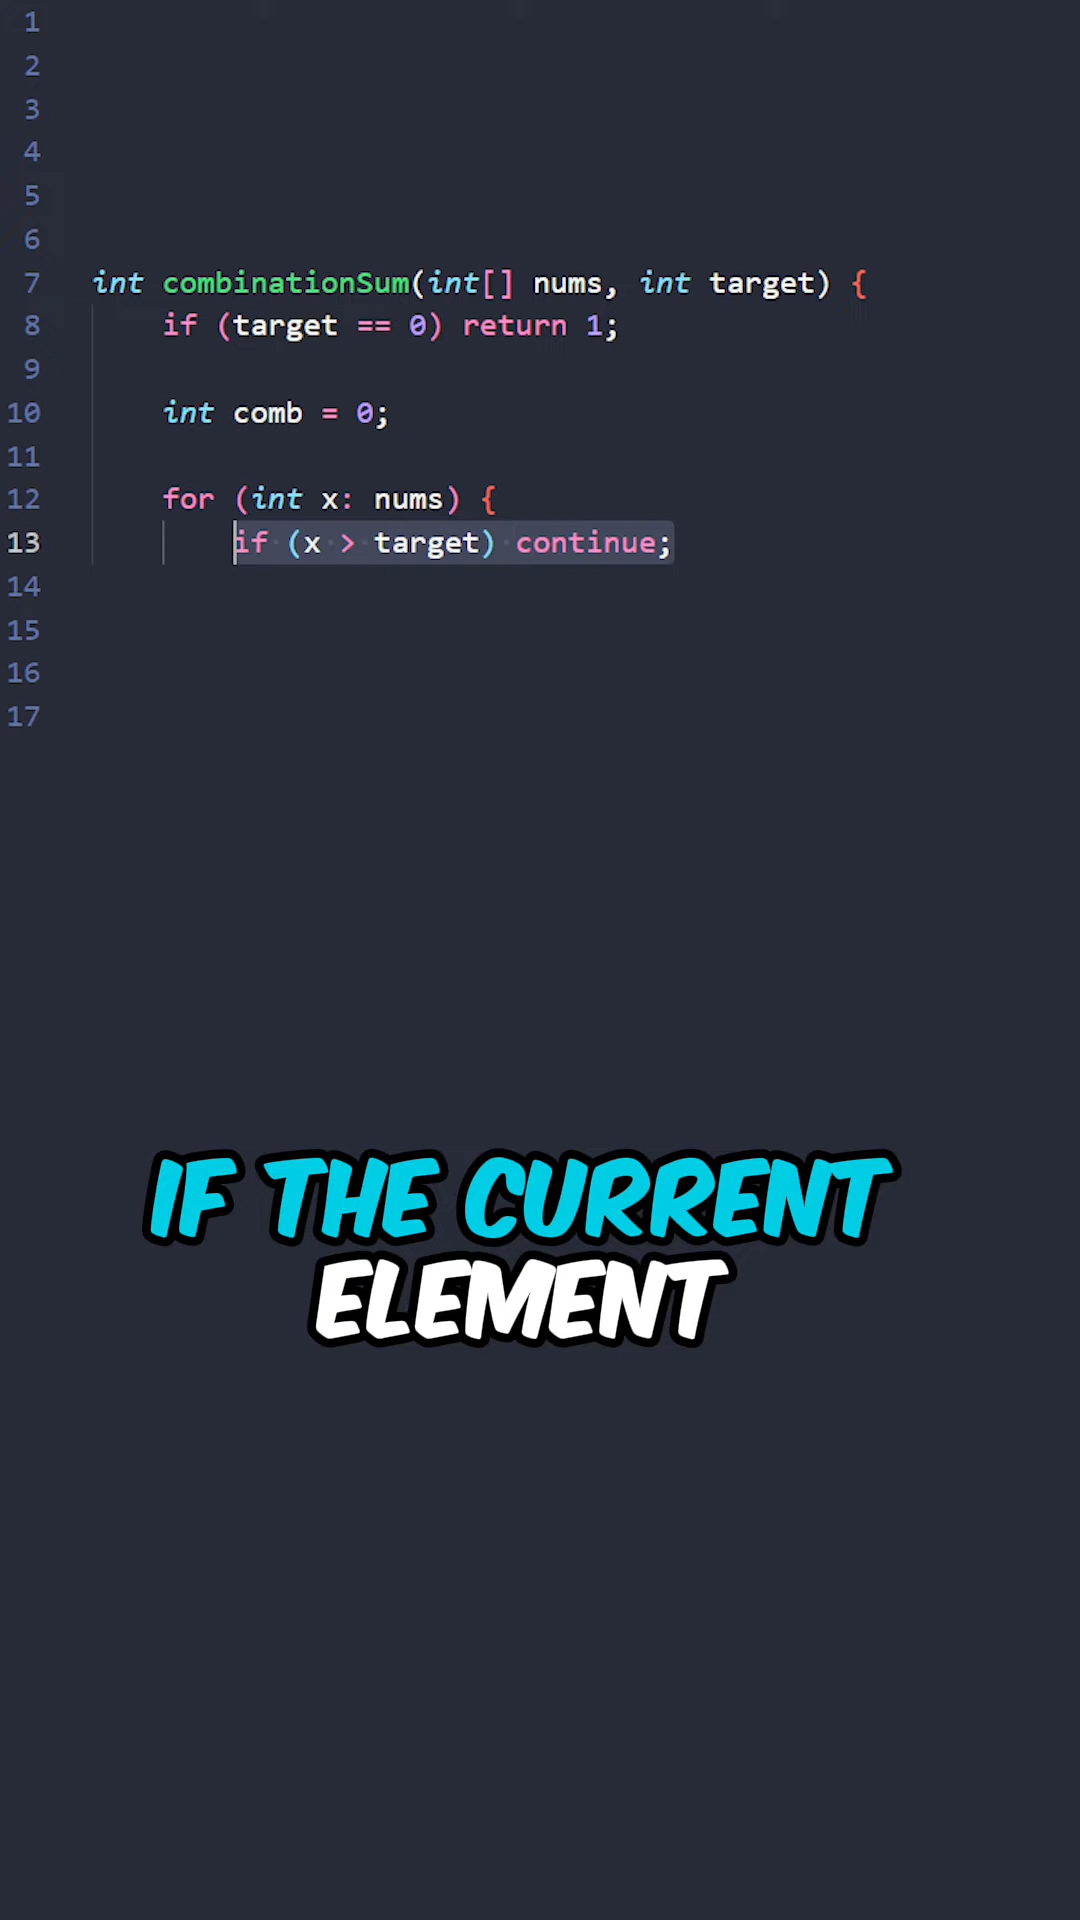 1
2
3
4
5
6
7 int combinationSum(int[] nums, int target) {
8 if (target == 0) return 1;
9
10 int comb = 0;
11
12 for (int x: nums) {
13 if (x > target) continue;
14
15
16
17
IF THE CURRENT
ELEMENT